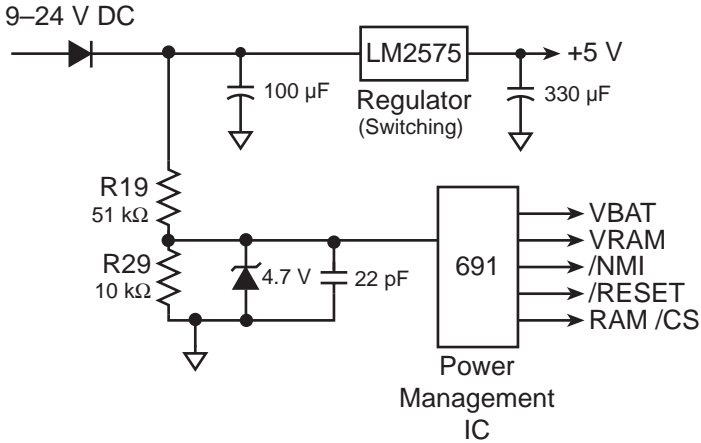 9–24 V DC
LM2575
+5 V
100 µF
Regulator
(Switching)
330 µF
R19
51 kΩ
R29
10 kΩ
4.7 V
22 pF
691
VBAT
VRAM
/NMI
/RESET
RAM /CS
Power
Management
IC